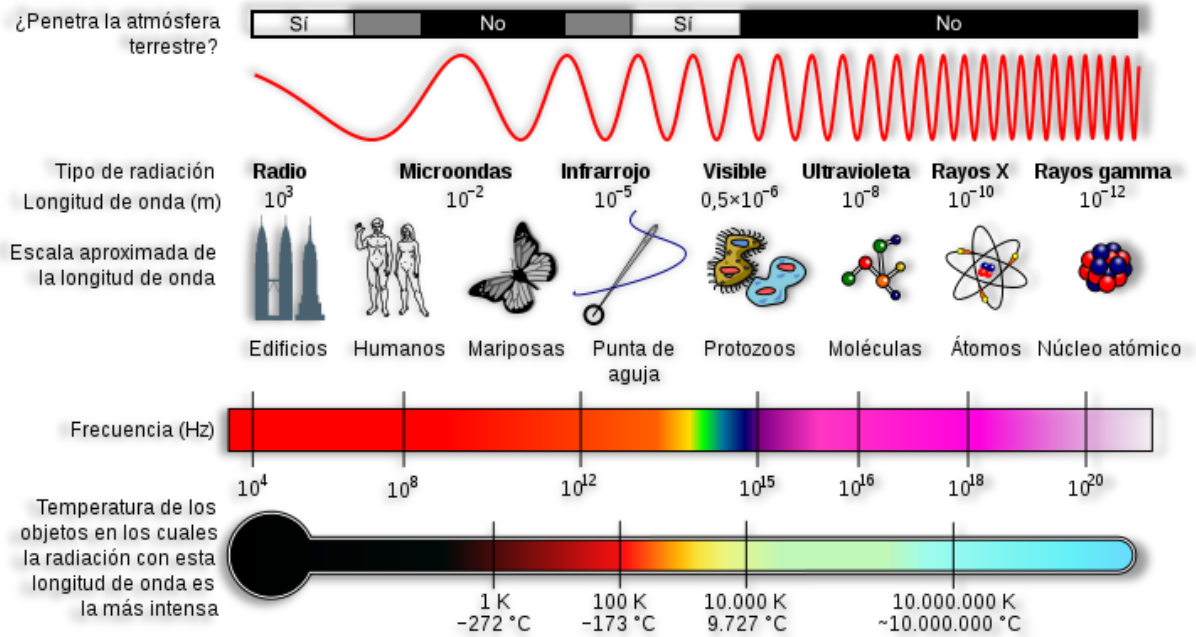 ¿Penetra la atmósfera
terrestre?
Sí No Sí No
Tipo de radiación
Radio Microondas Infrarrojo Visible Ultravioleta Rayos X Rayos gamma
Longitud de onda (m)
10³ 10⁻² 10⁻⁵ 0,5×10⁻⁶ 10⁻⁸ 10⁻¹⁰ 10⁻¹²
Escala aproximada de
la longitud de onda
Edificios Humanos Mariposas Punta de Protozoos Moléculas Átomos Núcleo atómico
aguja
Frecuencia (Hz)
10⁴ 10⁸ 10¹² 10¹⁵ 10¹⁶ 10¹⁸ 10²⁰
Temperatura de los
objetos en los cuales
la radiación con esta
longitud de onda es
la más intensa
1 K 100 K 10.000 K 10.000.000 K
−272 °C −173 °C 9.727 °C ~10.000.000 °C